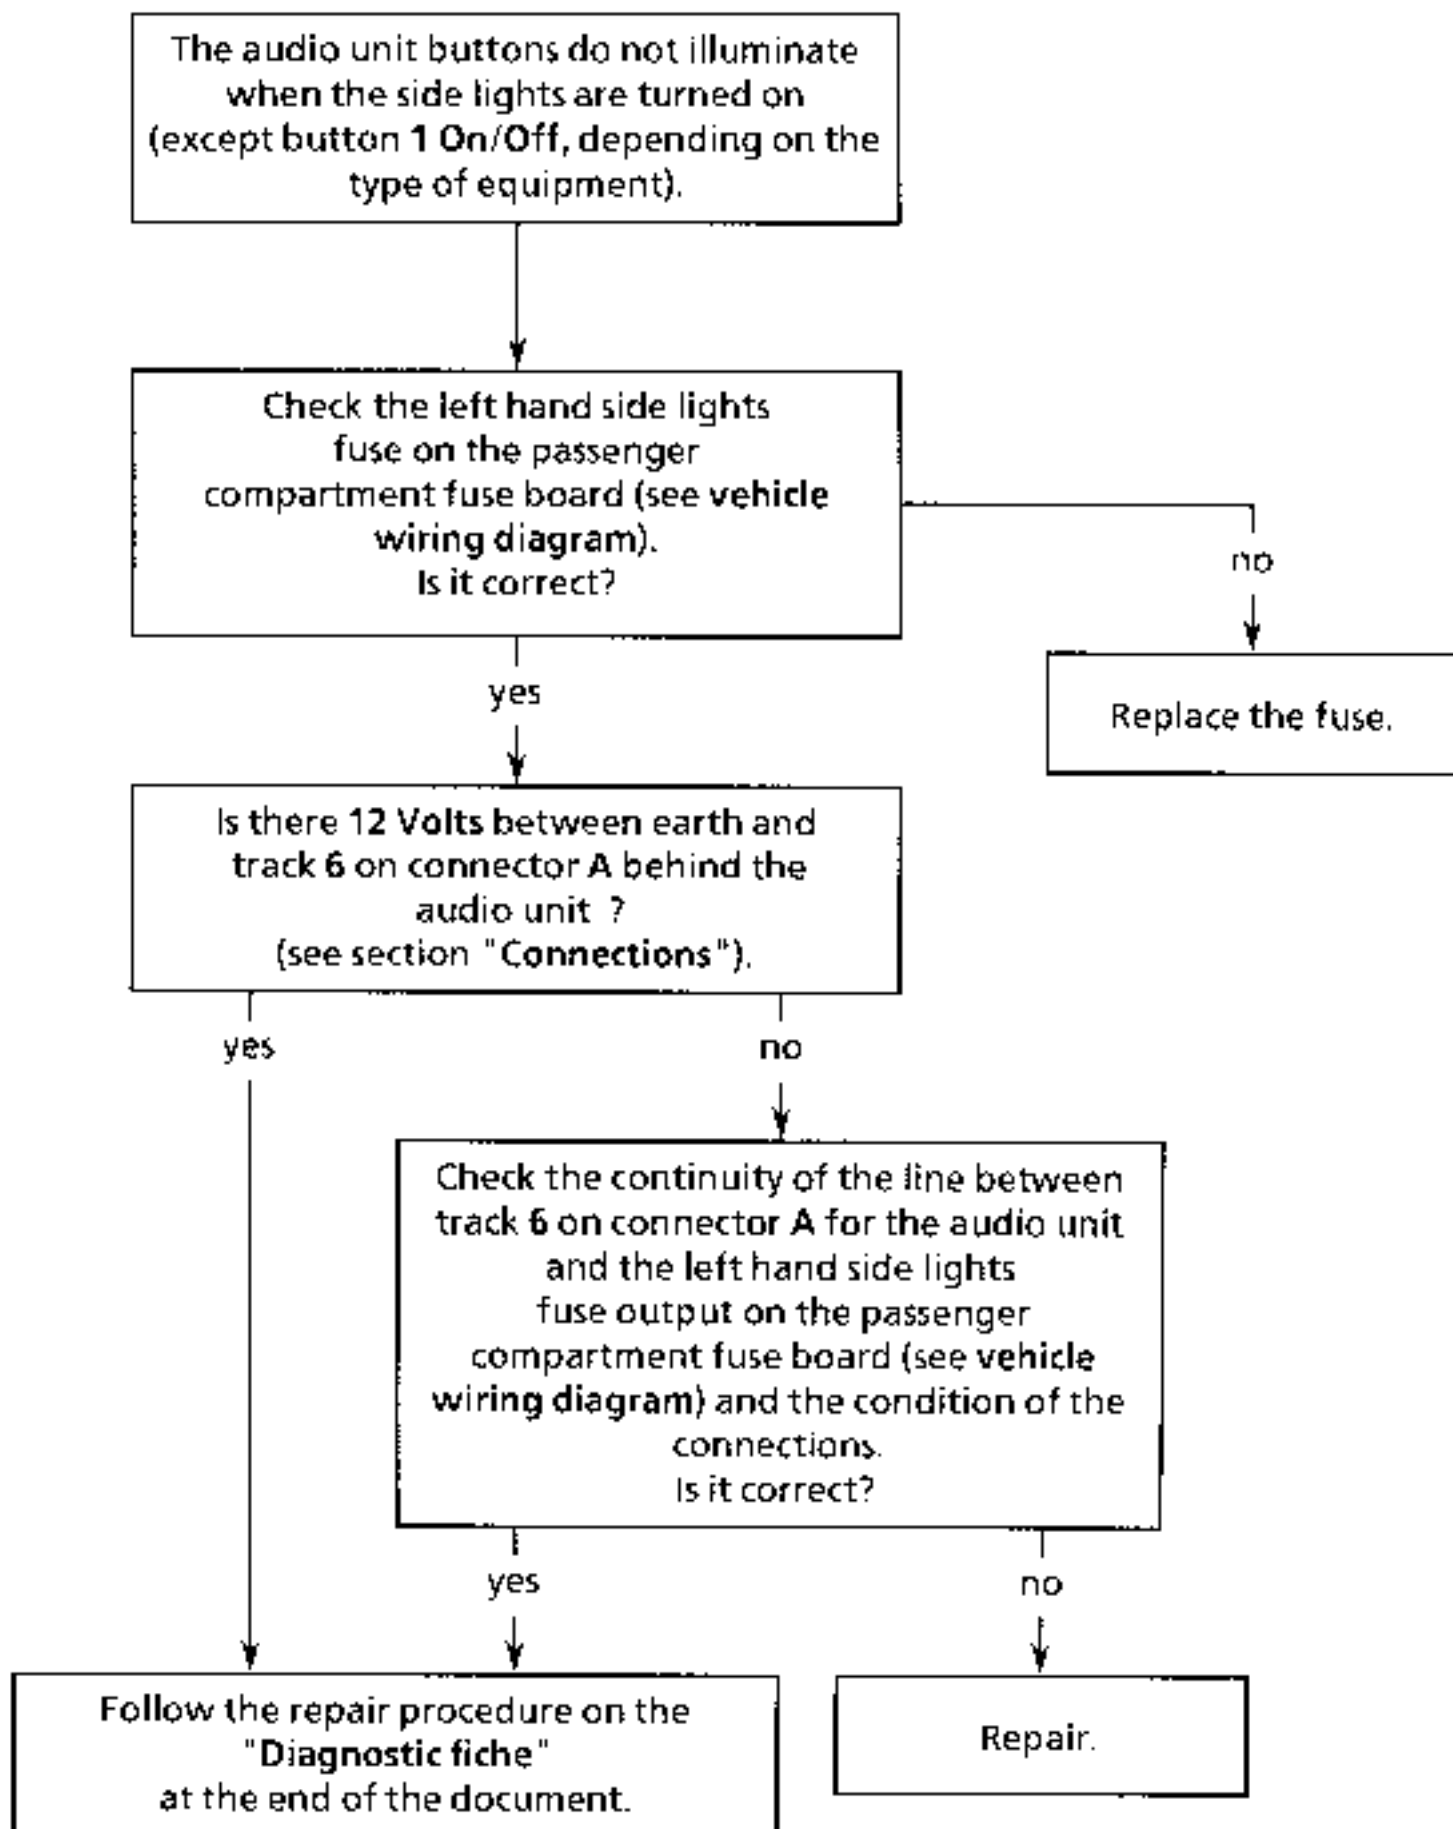 The audio unit buttons do not illuminate
when the side lights are turned on
(except button 1 On/Off, depending on the
type of equipment).
Check the left hand side lights
fuse on the passenger
compartment fuse board (see vehicle
wiring diagram).
Is it correct?
no
Replace the fuse.
yes
Is there 12 Volts between earth and
track 6 on connector A behind the
audio unit ?
(see section "Connections").
yes
no
Check the continuity of the line between
track 6 on connector A for the audio unit
and the left hand side lights
fuse output on the passenger
compartment fuse board (see vehicle
wiring diagram) and the condition of the
connections.
Is it correct?
yes
no
Follow the repair procedure on the
"Diagnostic fiche"
at the end of the document.
Repair.